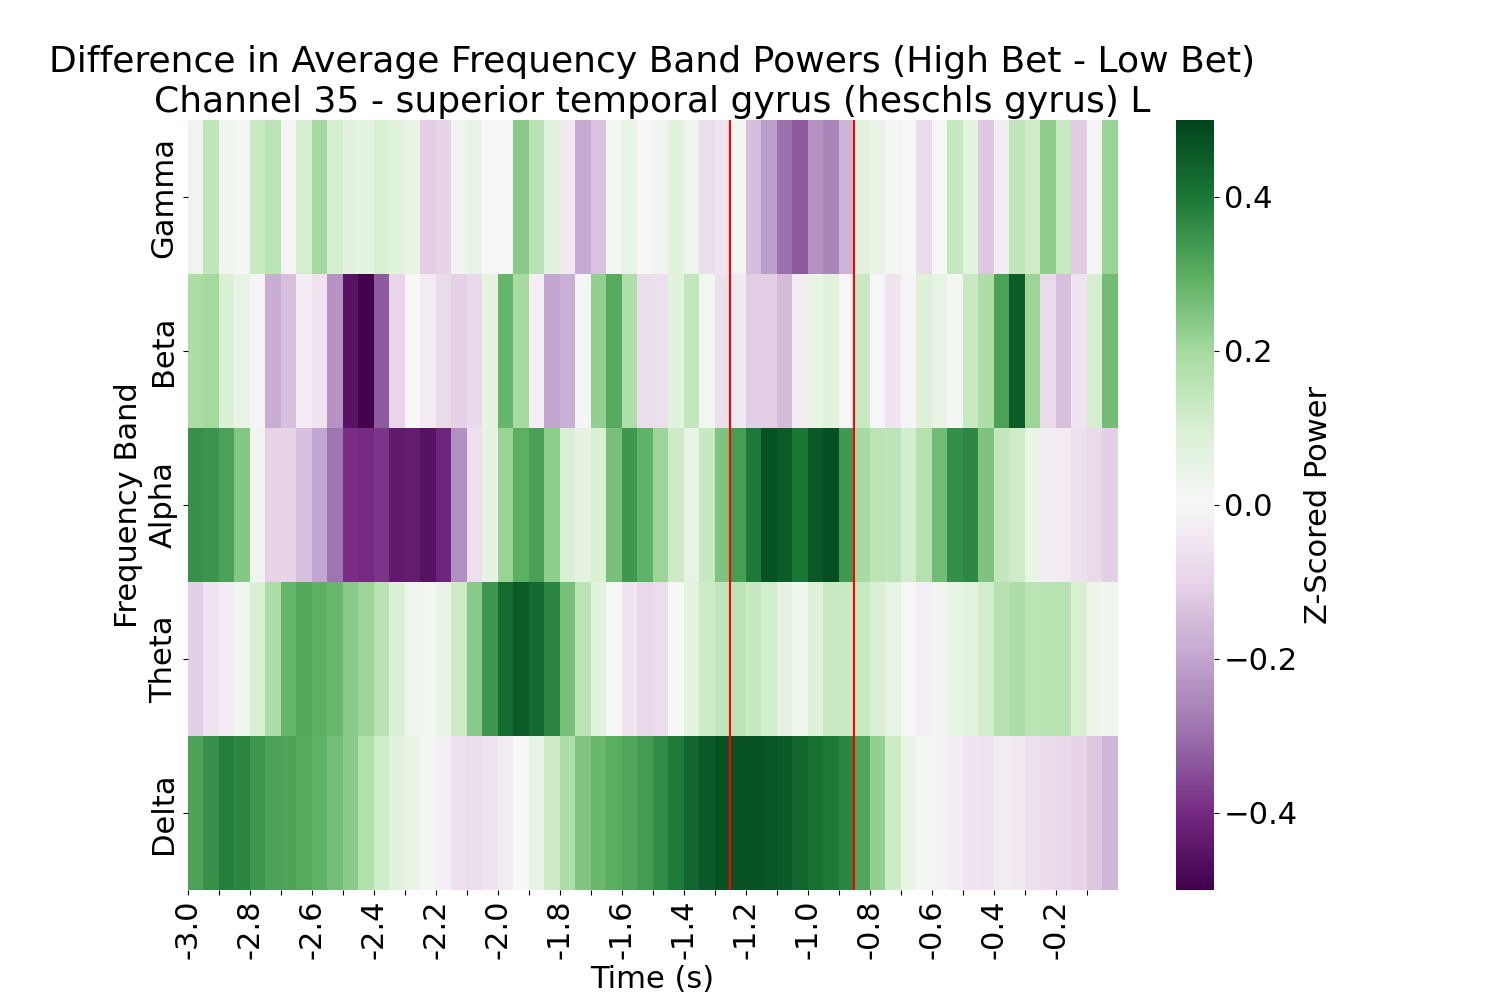 Difference in Average Frequency Band Powers (High Bet - Low Bet)
Channel 35 - superior temporal gyrus (heschls gyrus) L
Frequency Band
Gamma
Beta
Alpha
Theta
Delta
-3.0
-2.8
-2.6
-2.4
-2.2
-2.0
-1.8
-1.6
-1.4
-1.2
-1.0
-0.8
-0.6
-0.4
-0.2
Time (s)
0.4
0.2
0.0
−0.2
−0.4
Z-Scored Power